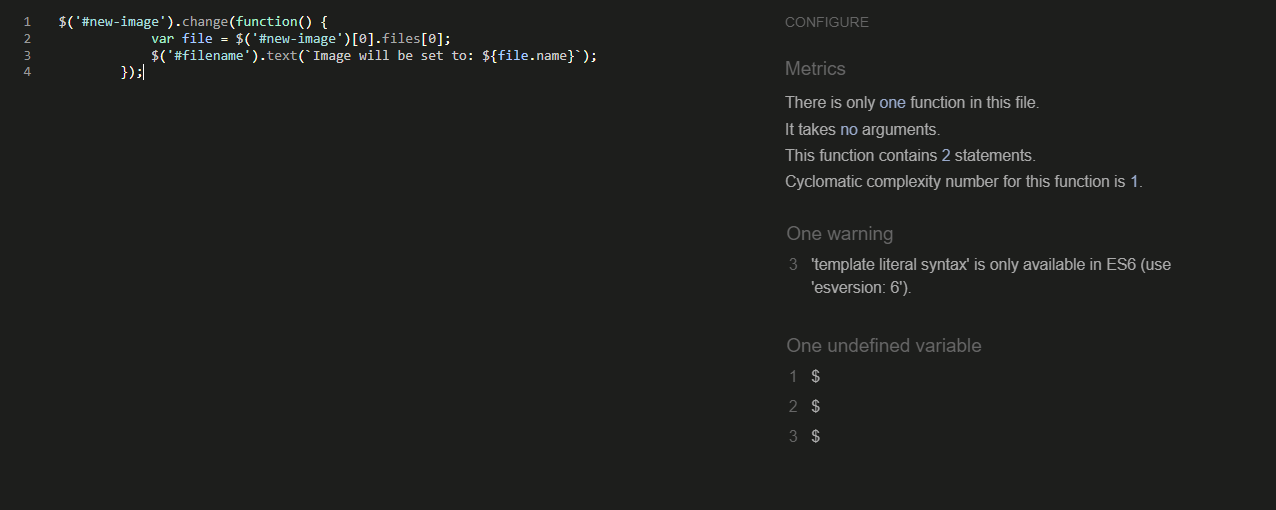 1 $('#new-image').change(function() {
2 var file = $('#new-image')[0].files[0];
3 $('#filename').text(`Image will be set to: ${file.name}`);
4 });
CONFIGURE
Metrics
There is only one function in this file.
It takes no arguments.
This function contains 2 statements.
Cyclomatic complexity number for this function is 1.
One warning
3 'template literal syntax' is only available in ES6 (use
'esversion: 6').
One undefined variable
1 $
2 $
3 $